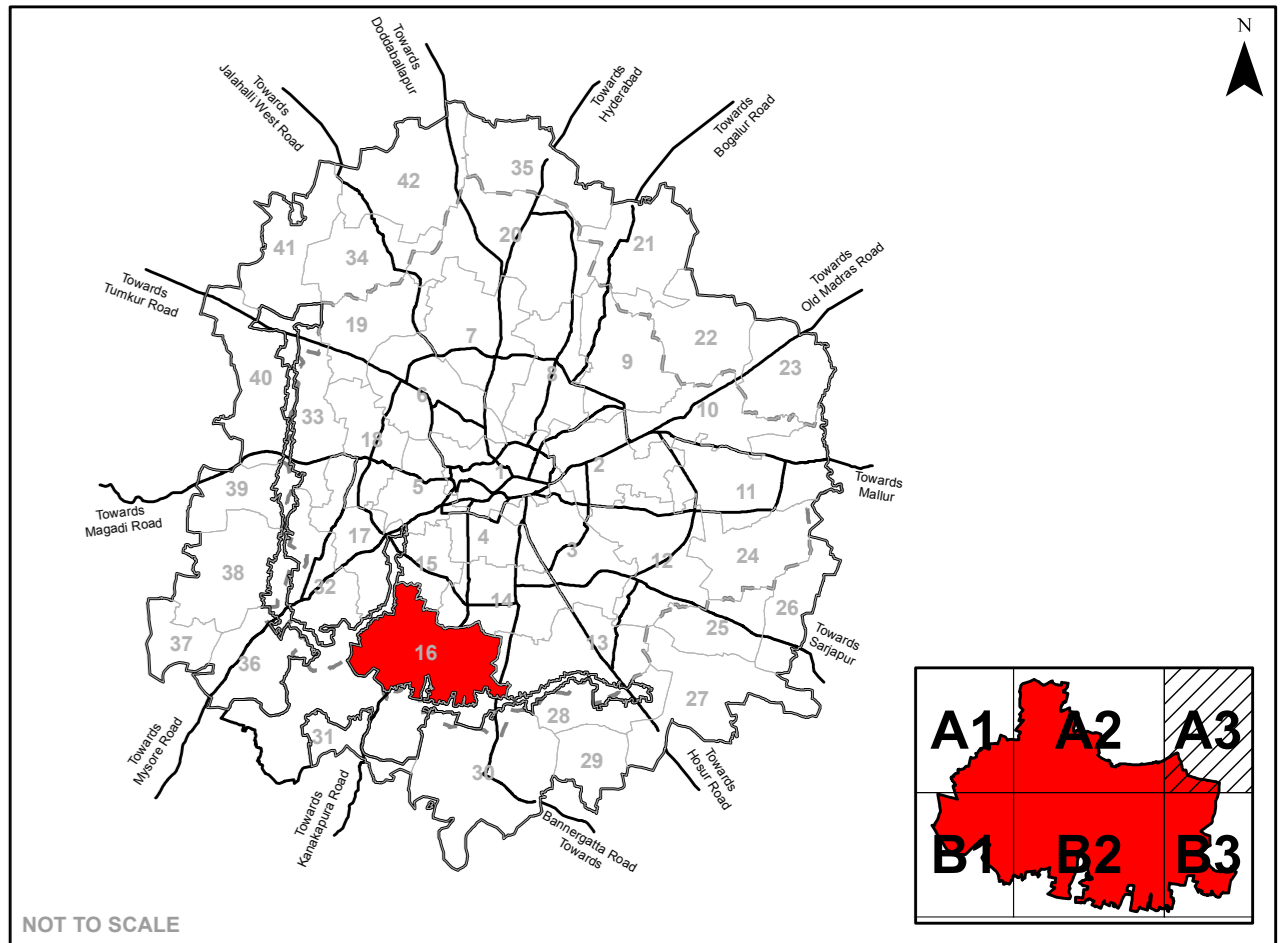 N
Towards
Doddaballapur
Towards
Jalahalli West Road
Towards
Hyderabad
Towards
Bogalur Road
35
42
20
21
41
34
Towards
Old Madras Road
Towards
Tumkur Road
19
7
22
9
23
8
40
6
10
33
18
1
2
5
11
39
Towards
Mallur
Towards
Magadi Road
17
4
3
15
12
24
38
32
14
26
25
37
16
13
36
Towards
Sarjapur
27
28
31
30
29
Towards
Mysore Road
Towards
Hosur Road
Towards
Kanakapura Road
Bannergatta Road
Towards
A1
A2
A3
B1
B2
B3
NOT TO SCALE